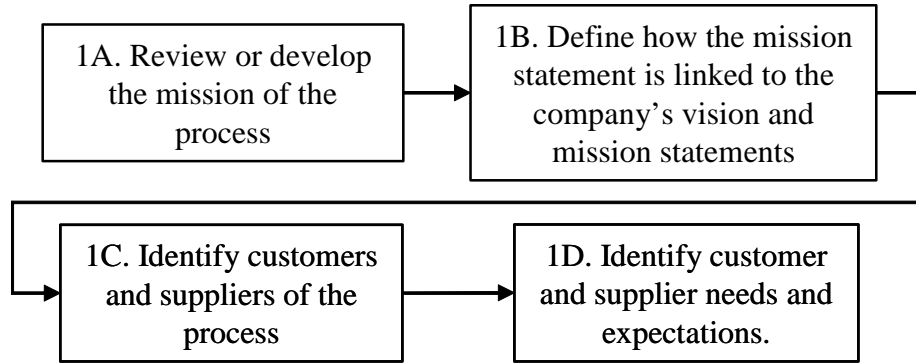 1A. Review or develop
the mission of the
process
1B. Define how the mission
statement is linked to the
company’s vision and
mission statements
1C. Identify customers
and suppliers of the
process
1D. Identify customer
and supplier needs and
expectations.